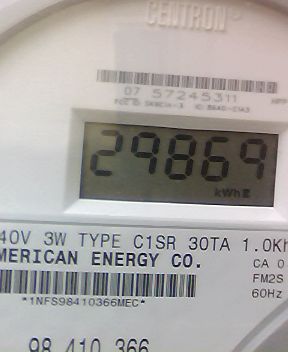 CENTRON®
07 57245311
29869
kWh
40V 3W TYPE C1SR 30TA 1.0Kh
MERICAN ENERGY CO.
CA 0
FM2S
60Hz
*1NFS98410366MEC*
98 410 366